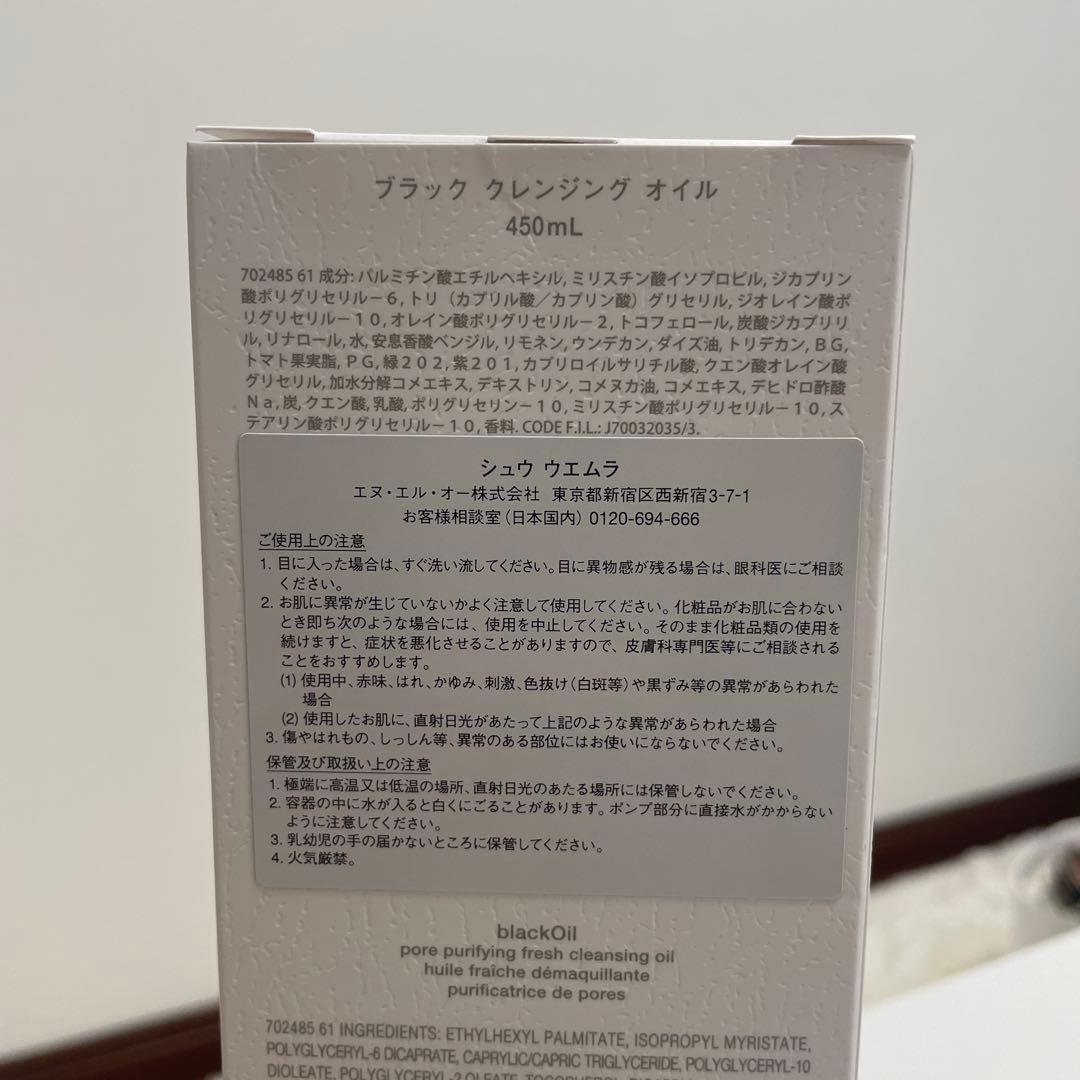 ブラック クレンジング オイル
450mL
702485 61 成分: パルミチン酸エチルヘキシル, ミリスチン酸イソプロピル, ジカプリン
酸ポリグリセリル－6, トリ（カプリル酸／カプリン酸）グリセリル, ジオレイン酸ポ
リグリセリル－10, オレイン酸ポリグリセリル－2, トコフェロール, 炭酸ジカプリリ
ル, リナロール, 水, 安息香酸ベンジル, リモネン, ウンデカン, ダイズ油, トリデカン, BG,
トマト果実脂, PG, 緑202, 紫201, カプリロイルサリチル酸, クエン酸オレイン酸
グリセリル, 加水分解コメエキス, デキストリン, コメヌカ油, コメエキス, デヒドロ酢酸
Na, 炭, クエン酸, 乳酸, ポリグリセリン－10, ミリスチン酸ポリグリセリル－10, ス
テアリン酸ポリグリセリル－10, 香料. CODE F.I.L.: J70032035/3.
シュウ ウエムラ
エヌ・エル・オー株式会社 東京都新宿区西新宿3-7-1
お客様相談室（日本国内）0120-694-666
ご使用上の注意
1. 目に入った場合は、すぐ洗い流してください。目に異物感が残る場合は、眼科医にご相談
ください。
2. お肌に異常が生じていないかよく注意して使用してください。化粧品がお肌に合わない
とき即ち次のような場合には、使用を中止してください。そのまま化粧品類の使用を
続けますと、症状を悪化させることがありますので、皮膚科専門医等にご相談される
ことをおすすめします。
(1) 使用中、赤味、はれ、かゆみ、刺激、色抜け（白斑等）や黒ずみ等の異常があらわれた
場合
(2) 使用したお肌に、直射日光があたって上記のような異常があらわれた場合
3. 傷やはれもの、しっしん等、異常のある部位にはお使いにならないでください。
保管及び取扱い上の注意
1. 極端に高温又は低温の場所、直射日光のあたる場所には保管しないでください。
2. 容器の中に水が入ると白くにごることがあります。ポンプ部分に直接水がかからない
ように注意してください。
3. 乳幼児の手の届かないところに保管してください。
4. 火気厳禁。
blackOil
pore purifying fresh cleansing oil
huile fraîche démaquillante
purificatrice de pores
702485 61 INGREDIENTS: ETHYLHEXYL PALMITATE, ISOPROPYL MYRISTATE,
POLYGLYCERYL-6 DICAPRATE, CAPRYLIC/CAPRIC TRIGLYCERIDE, POLYGLYCERYL-10
DIOLEATE, POLYGLYCERYL-2 OLEATE,